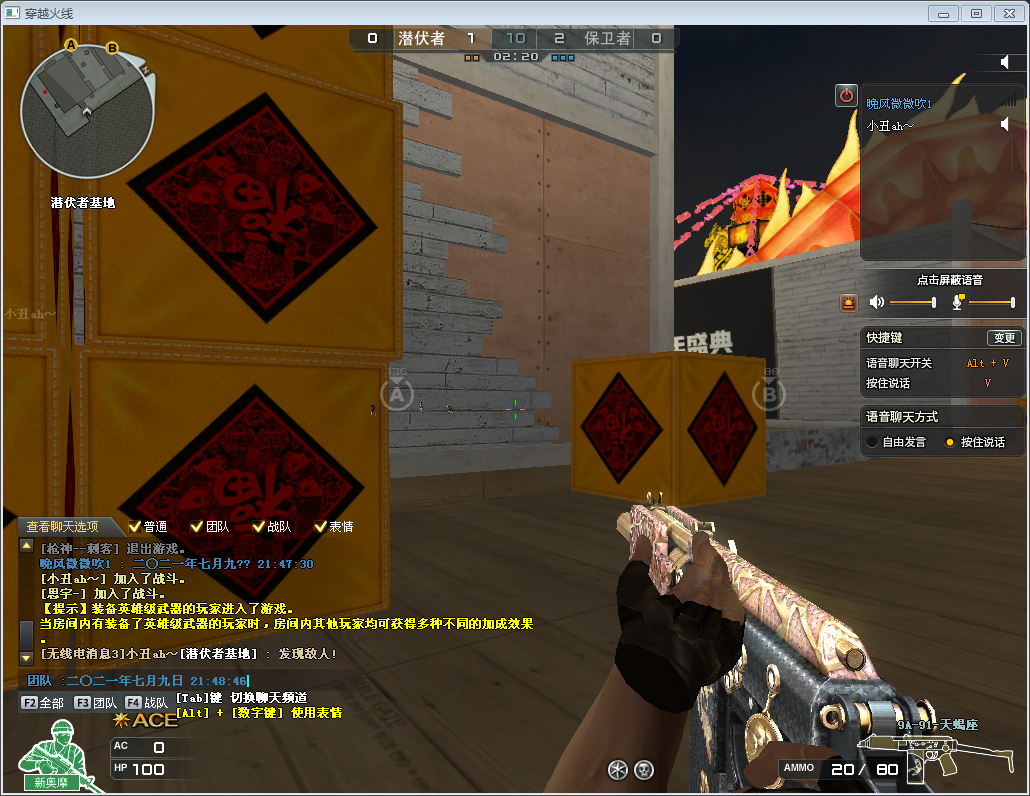 穿越火线
0 潜伏者 1 10 2 保卫者 0
02:20
A B
N
潜伏者基地
晚风微微吹1
小丑ah～
小丑ah～
点击屏蔽语音
快捷键 变更
语音聊天开关 Alt + V
按住说话 V
语音聊天方式
自由发言 按住说话
年盛典
A
B
福
查看聊天选项 普通 团队 战队 表情
[枪神--刺客] 退出游戏。
晚风微微吹1 : 二〇二一年七月九?? 21:47:30
[小丑ah～] 加入了战斗。
[思宇-] 加入了战斗。
【提示】装备英雄级武器的玩家进入了游戏。
当房间内有装备了英雄级武器的玩家时，房间内其他玩家均可获得多种不同的加成效果
。
[无线电消息3]小丑ah～[潜伏者基地] : 发现敌人!
团队 :二〇二一年七月九日 21:48:46
F2 全部 F3 团队 F4 战队 [Tab]键 切换聊天频道
[Alt] + [数字键] 使用表情
ACE
AC 0
HP 100
新奥摩
9A-91-天蝎座
AMMO 20 / 80